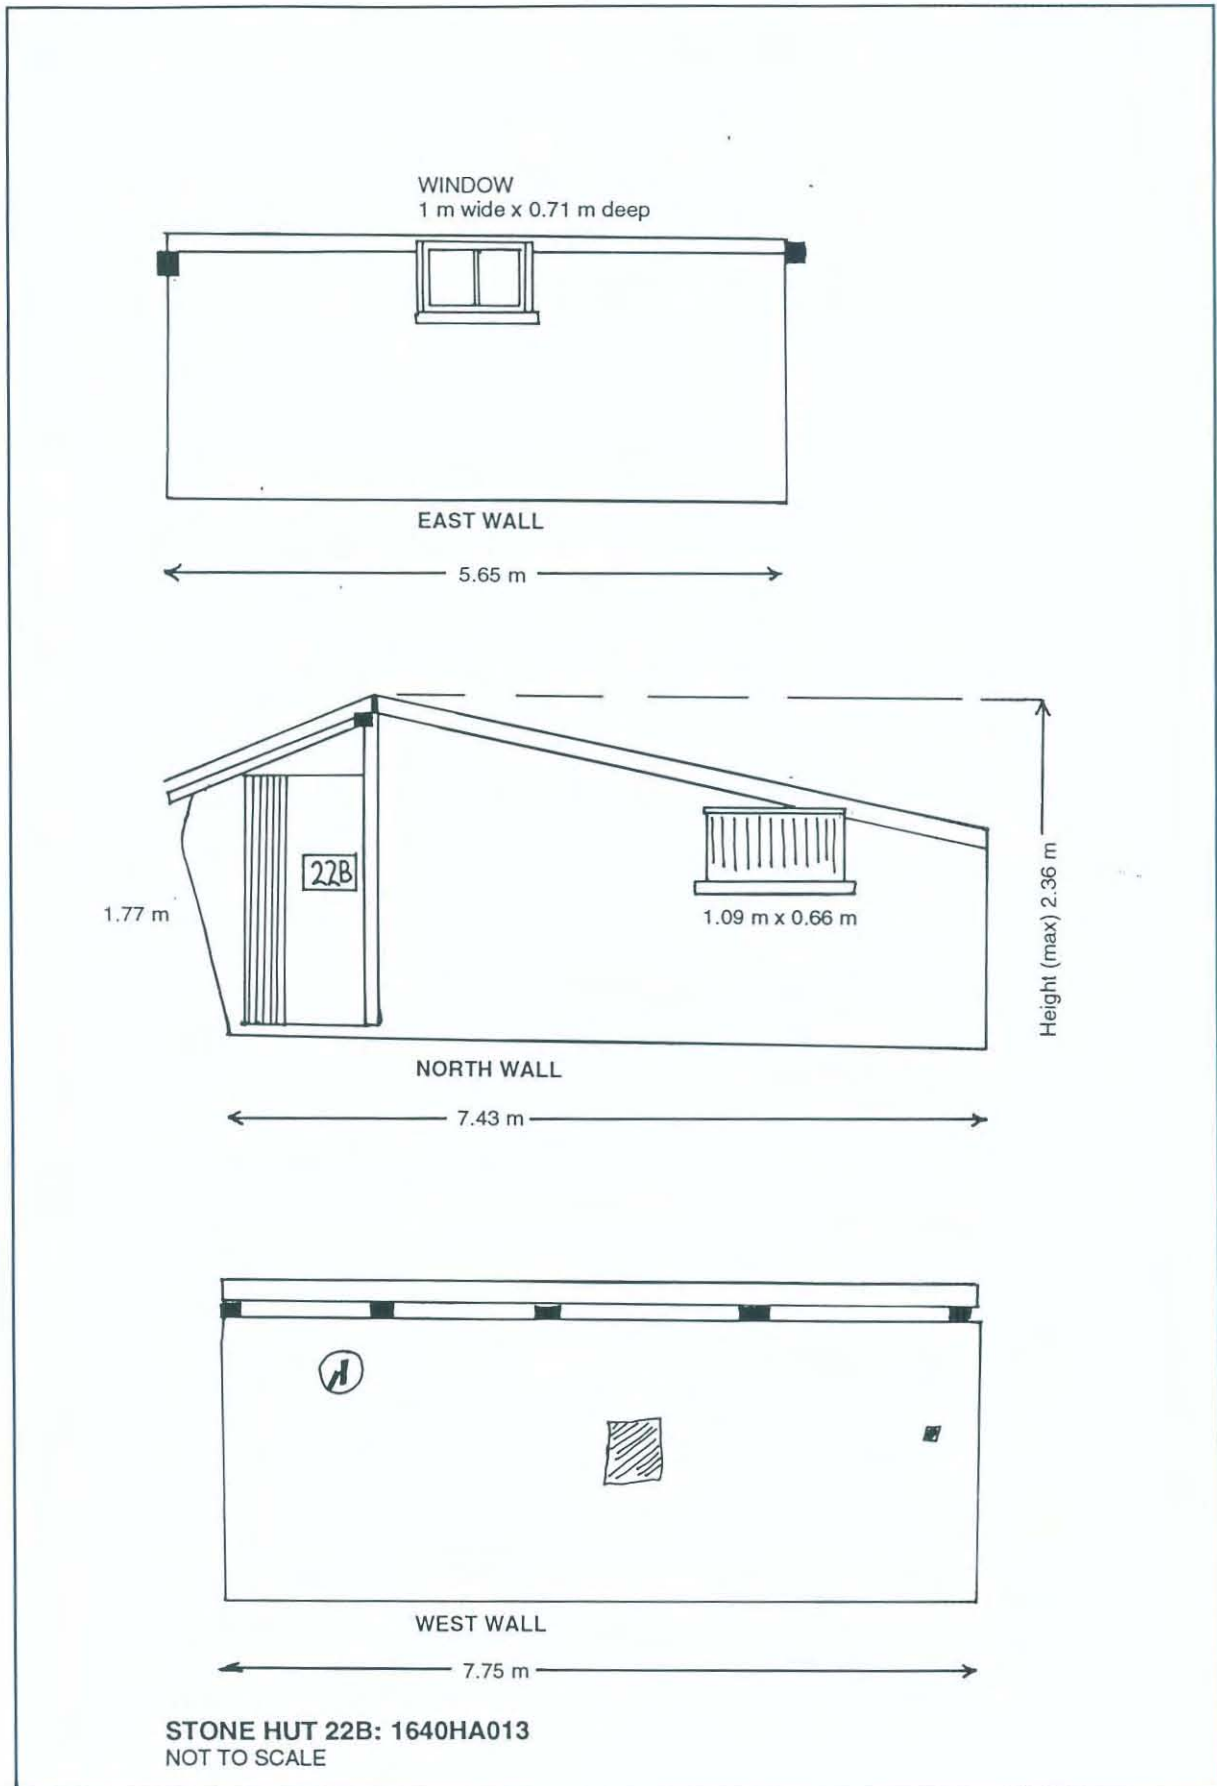 WINDOW
1 m wide x 0.71 m deep
EAST WALL
5.65 m
22B
1.77 m
1.09 m x 0.66 m
Height (max) 2.36 m
NORTH WALL
7.43 m
WEST WALL
7.75 m
STONE HUT 22B: 1640HA013
NOT TO SCALE